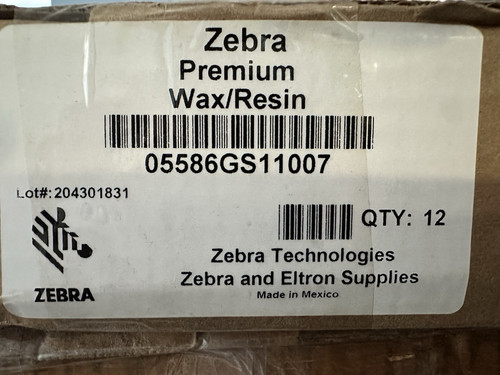 Zebra
Premium
Wax/Resin
05586GS11007
Lot#: 204301831
QTY: 12
Zebra Technologies
Zebra and Eltron Supplies
Made in Mexico
ZEBRA